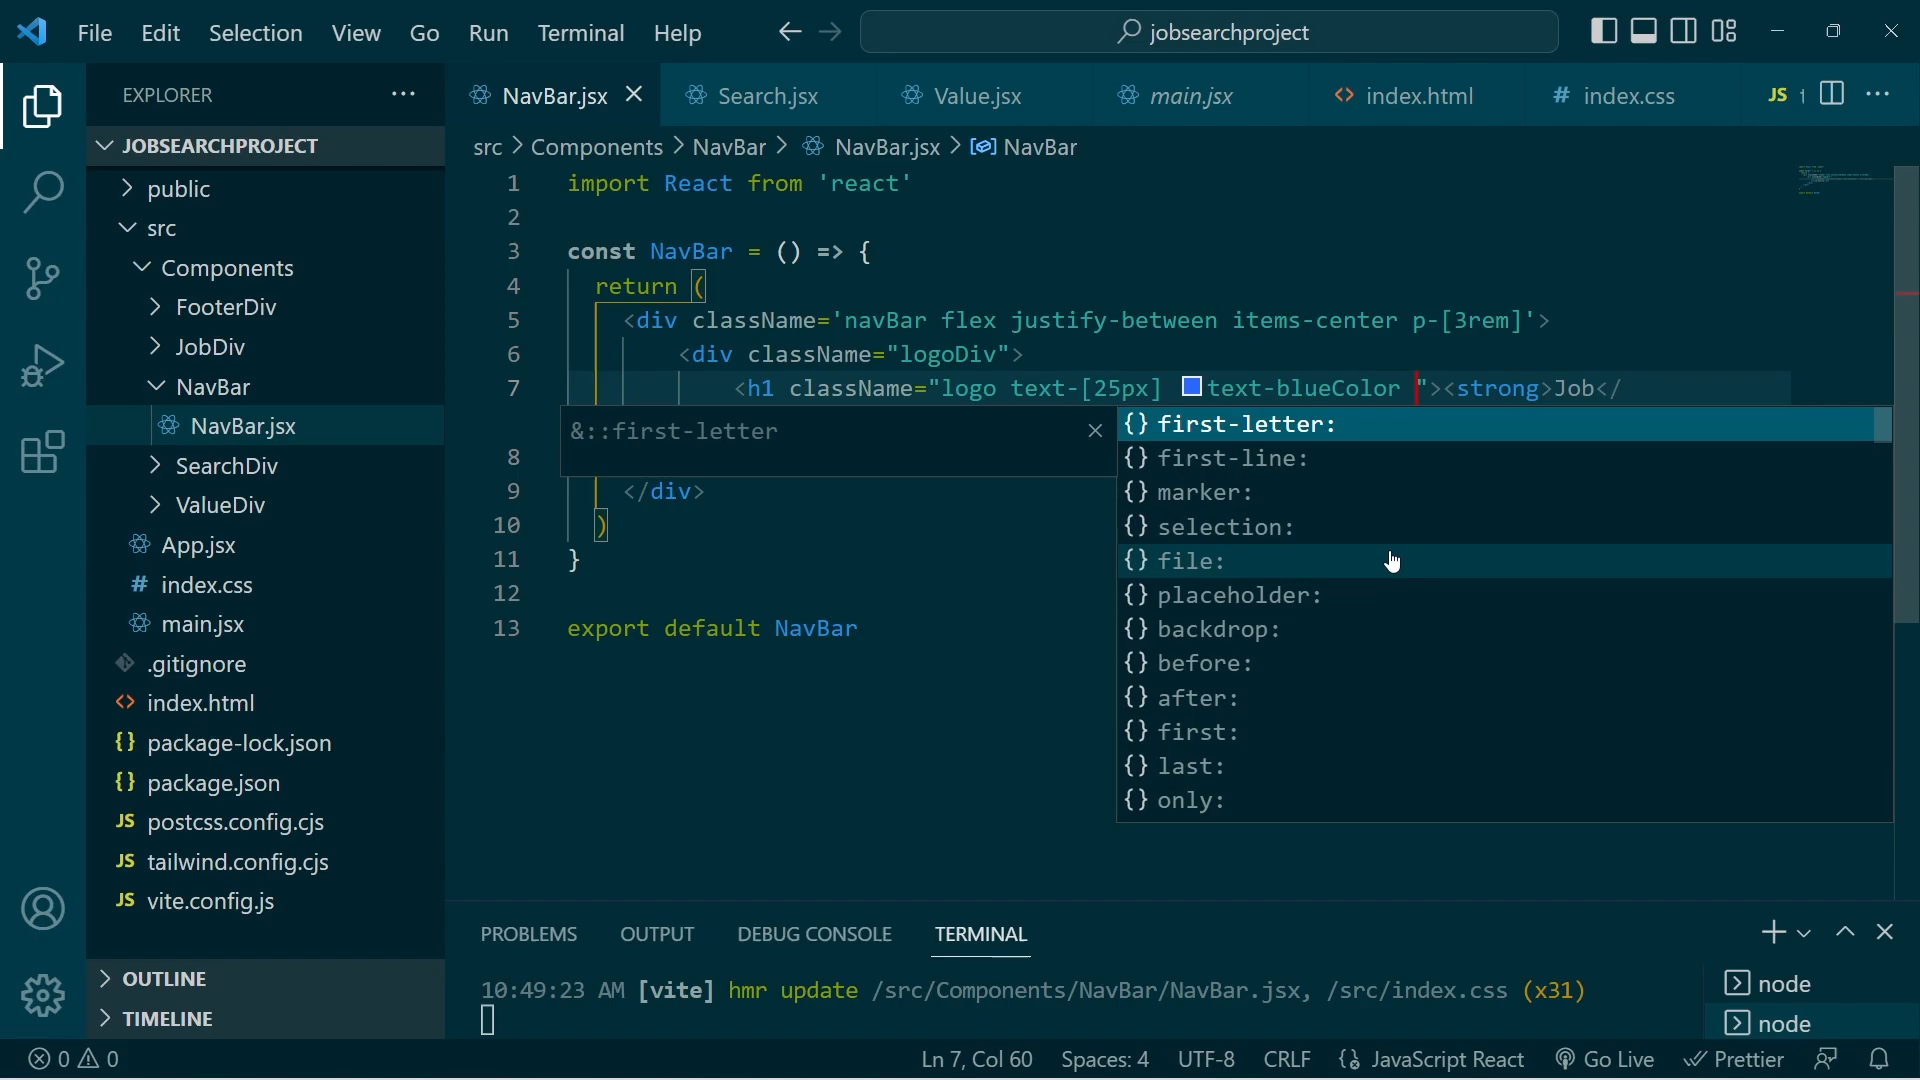 File Edit Selection View Go Run Terminal Help
jobsearchproject
EXPLORER
JOBSEARCHPROJECT
public
src
Components
FooterDiv
JobDiv
NavBar
NavBar.jsx
SearchDiv
ValueDiv
App.jsx
# index.css
main.jsx
.gitignore
<> index.html
{} package-lock.json
{} package.json
JS postcss.config.cjs
JS tailwind.config.cjs
JS vite.config.js
OUTLINE
TIMELINE
NavBar.jsx Search.jsx Value.jsx main.jsx <> index.html # index.css JS t
src > Components > NavBar > NavBar.jsx > NavBar
1 import React from 'react'
2
3 const NavBar = () => {
4 return (
5 <div className='navBar flex justify-between items-center p-[3rem]'>
6 <div className="logoDiv">
7 <h1 className="logo text-[25px] text-blueColor "><strong>Job</
&::first-letter
8
9 </div>
10 )
11 }
12
13 export default NavBar
{} first-letter:
{} first-line:
{} marker:
{} selection:
{} file:
{} placeholder:
{} backdrop:
{} before:
{} after:
{} first:
{} last:
{} only:
PROBLEMS OUTPUT DEBUG CONSOLE TERMINAL
10:49:23 AM [vite] hmr update /src/Components/NavBar/NavBar.jsx, /src/index.css (x31)
node
node
0 0 Ln 7, Col 60 Spaces: 4 UTF-8 CRLF JavaScript React Go Live Prettier